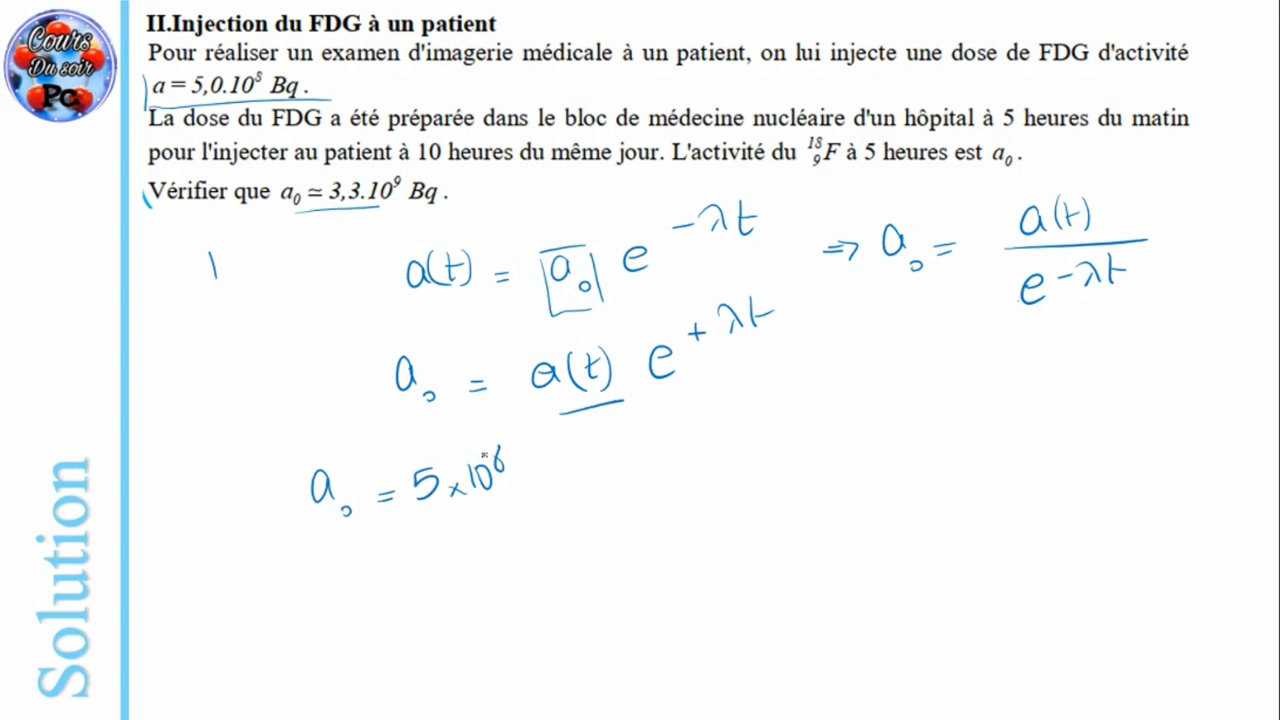 Cours
Du soir
Pc
II.Injection du FDG à un patient
Pour réaliser un examen d'imagerie médicale à un patient, on lui injecte une dose de FDG d'activité
a = 5,0.10⁸ Bq .
La dose du FDG a été préparée dans le bloc de médecine nucléaire d'un hôpital à 5 heures du matin
pour l'injecter au patient à 10 heures du même jour. L'activité du ¹⁸₉F à 5 heures est a₀ .
Vérifier que a₀ ≃ 3,3.10⁹ Bq .
a(t) = a₀ e^(-λt) ⇒ a₀ = a(t) / e^(-λt)
a₀ = a(t) e^(+λt)
a₀ = 5×10
Solution